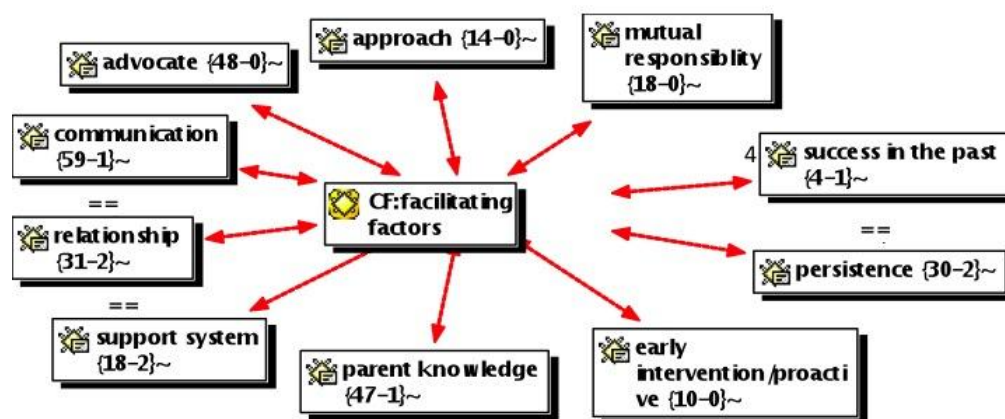 advocate {48-0}~
approach {14-0}~
mutual
responsiblity
{18-0}~
communication
{59-1}~
==
relationship
{31-2}~
==
support system
{18-2}~
CF:facilitating
factors
4
success in the past
{4-1}~
==
persistence {30-2}~
parent knowledge
{47-1}~
early
intervention/proacti
ve {10-0}~